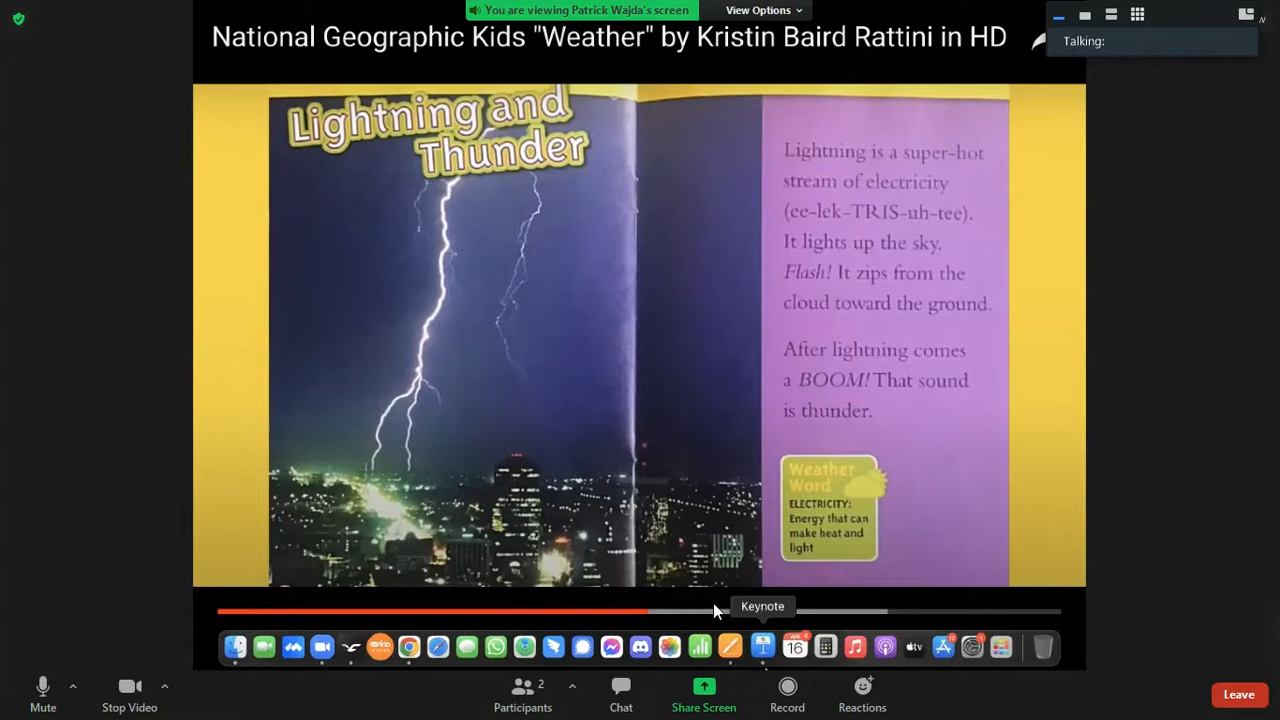 You are viewing Patrick Wajda's screen
View Options
Talking:
National Geographic Kids "Weather" by Kristin Baird Rattini in HD
Lightning and
Thunder
Lightning is a super-hot
stream of electricity
(ee-lek-TRIS-uh-tee).
It lights up the sky.
Flash! It zips from the
cloud toward the ground.
After lightning comes
a BOOM! That sound
is thunder.
Weather
Word
ELECTRICITY:
Energy that can
make heat and
light
Keynote
16
tv
Mute
Stop Video
2
Participants
Chat
Share Screen
Record
Reactions
Leave